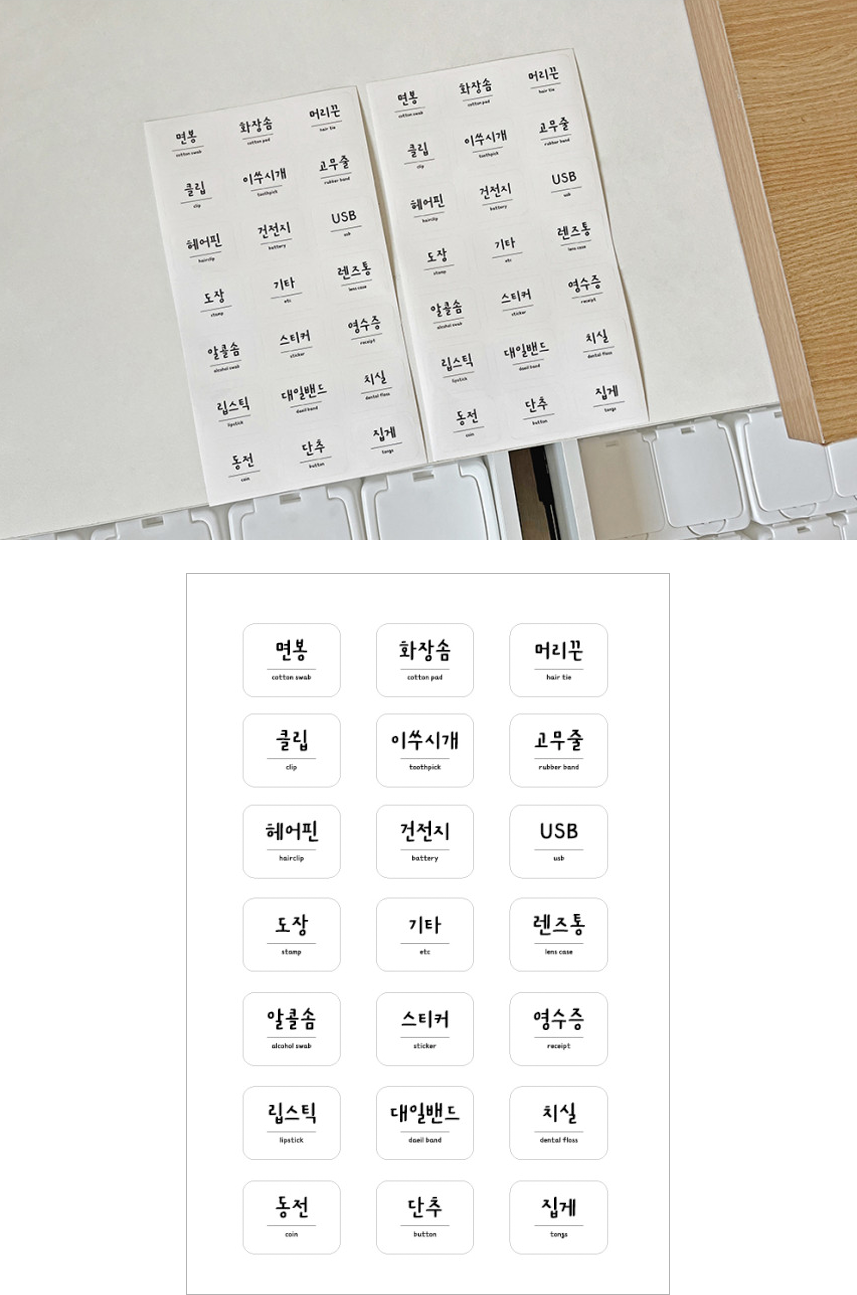 면봉 화장솜 머리끈
cotton swab cotton pad hair tie
클립 이쑤시개 고무줄
clip toothpick rubber band
헤어핀 건전지 USB
hairclip battery usb
도장 기타 렌즈통
stamp etc lens case
알콜솜 스티커 영수증
alcohol swab sticker receipt
립스틱 대일밴드 치실
lipstick daeil band dental floss
동전 단추 집게
coin button tongs
면봉 화장솜 머리끈
cotton swab cotton pad hair tie
클립 이쑤시개 고무줄
clip toothpick rubber band
헤어핀 건전지 USB
hairclip battery usb
도장 기타 렌즈통
stamp etc lens case
알콜솜 스티커 영수증
alcohol swab sticker receipt
립스틱 대일밴드 치실
lipstick daeil band dental floss
동전 단추 집게
coin button tongs
면봉 화장솜 머리끈
cotton swab cotton pad hair tie
클립 이쑤시개 고무줄
clip toothpick rubber band
헤어핀 건전지 USB
hairclip battery usb
도장 기타 렌즈통
stamp etc lens case
알콜솜 스티커 영수증
alcohol swab sticker receipt
립스틱 대일밴드 치실
lipstick daeil band dental floss
동전 단추 집게
coin button tongs